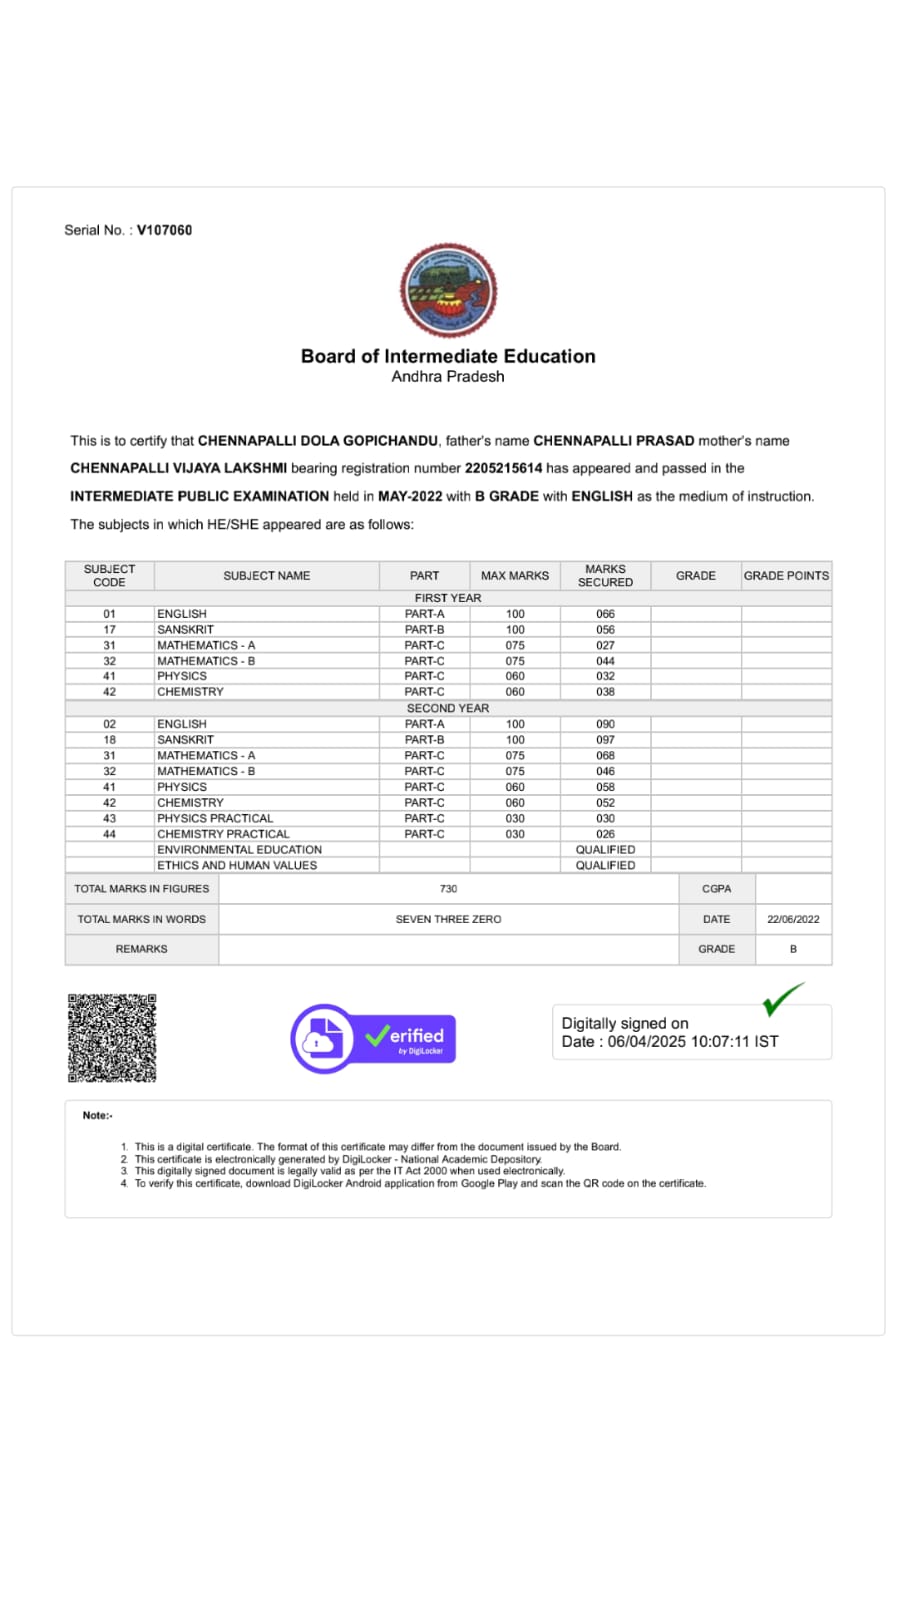 Serial No. : V107060
Board of Intermediate Education
Andhra Pradesh
This is to certify that CHENNAPALLI DOLA GOPICHANDU, father's name CHENNAPALLI PRASAD mother's name
CHENNAPALLI VIJAYA LAKSHMI bearing registration number 2205215614 has appeared and passed in the
INTERMEDIATE PUBLIC EXAMINATION held in MAY-2022 with B GRADE with ENGLISH as the medium of instruction.
The subjects in which HE/SHE appeared are as follows:
SUBJECT CODE SUBJECT NAME PART MAX MARKS MARKS SECURED GRADE GRADE POINTS
FIRST YEAR
01 ENGLISH PART-A 100 066
17 SANSKRIT PART-B 100 056
31 MATHEMATICS - A PART-C 075 027
32 MATHEMATICS - B PART-C 075 044
41 PHYSICS PART-C 060 032
42 CHEMISTRY PART-C 060 038
SECOND YEAR
02 ENGLISH PART-A 100 090
18 SANSKRIT PART-B 100 097
31 MATHEMATICS - A PART-C 075 068
32 MATHEMATICS - B PART-C 075 046
41 PHYSICS PART-C 060 058
42 CHEMISTRY PART-C 060 052
43 PHYSICS PRACTICAL PART-C 030 030
44 CHEMISTRY PRACTICAL PART-C 030 026
ENVIRONMENTAL EDUCATION QUALIFIED
ETHICS AND HUMAN VALUES QUALIFIED
TOTAL MARKS IN FIGURES 730 CGPA
TOTAL MARKS IN WORDS SEVEN THREE ZERO DATE 22/06/2022
REMARKS GRADE B
Verified
by DigiLocker
Digitally signed on
Date : 06/04/2025 10:07:11 IST
Note:-
1. This is a digital certificate. The format of this certificate may differ from the document issued by the Board.
2. This certificate is electronically generated by DigiLocker - National Academic Depository.
3. This digitally signed document is legally valid as per the IT Act 2000 when used electronically.
4. To verify this certificate, download DigiLocker Android application from Google Play and scan the QR code on the certificate.